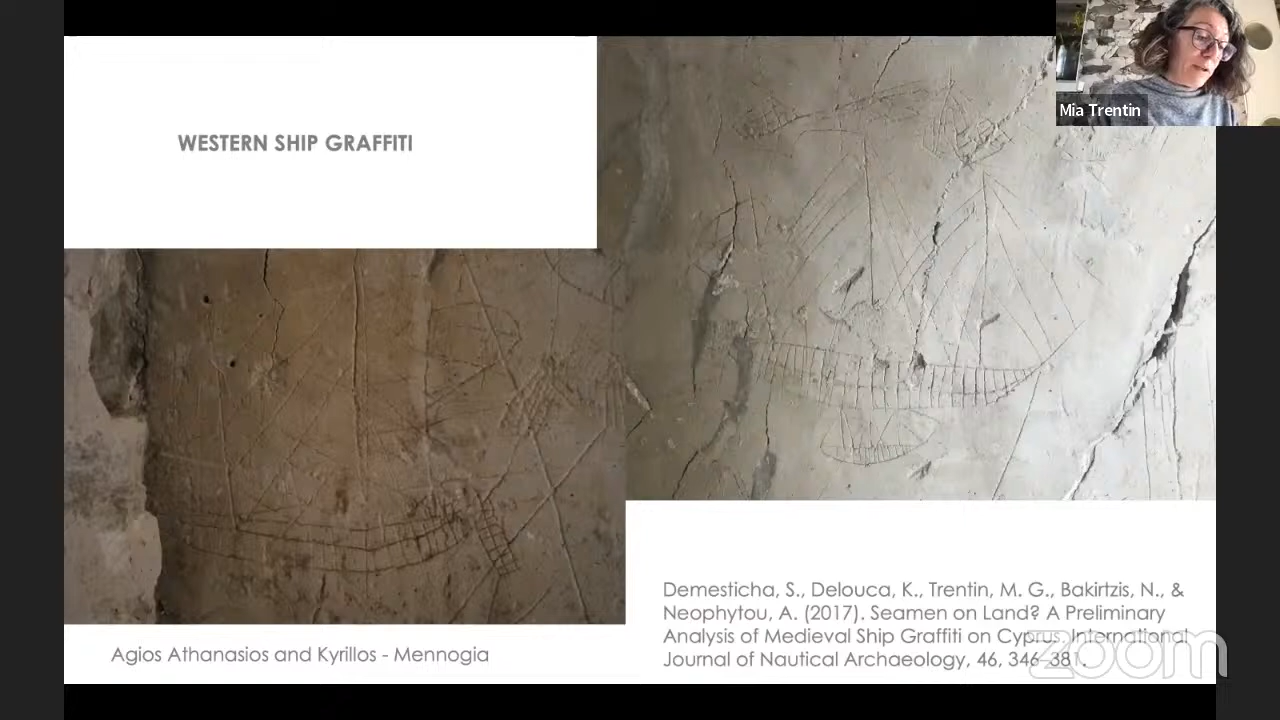 Mia Trentin
WESTERN SHIP GRAFFITI
Demesticha, S., Delouca, K., Trentin, M. G., Bakirtzis, N., &
Neophytou, A. (2017). Seamen on Land? A Preliminary
Analysis of Medieval Ship Graffiti on Cyprus. International
Journal of Nautical Archaeology, 46, 346–381.
Agios Athanasios and Kyrillos - Mennogia
zoom